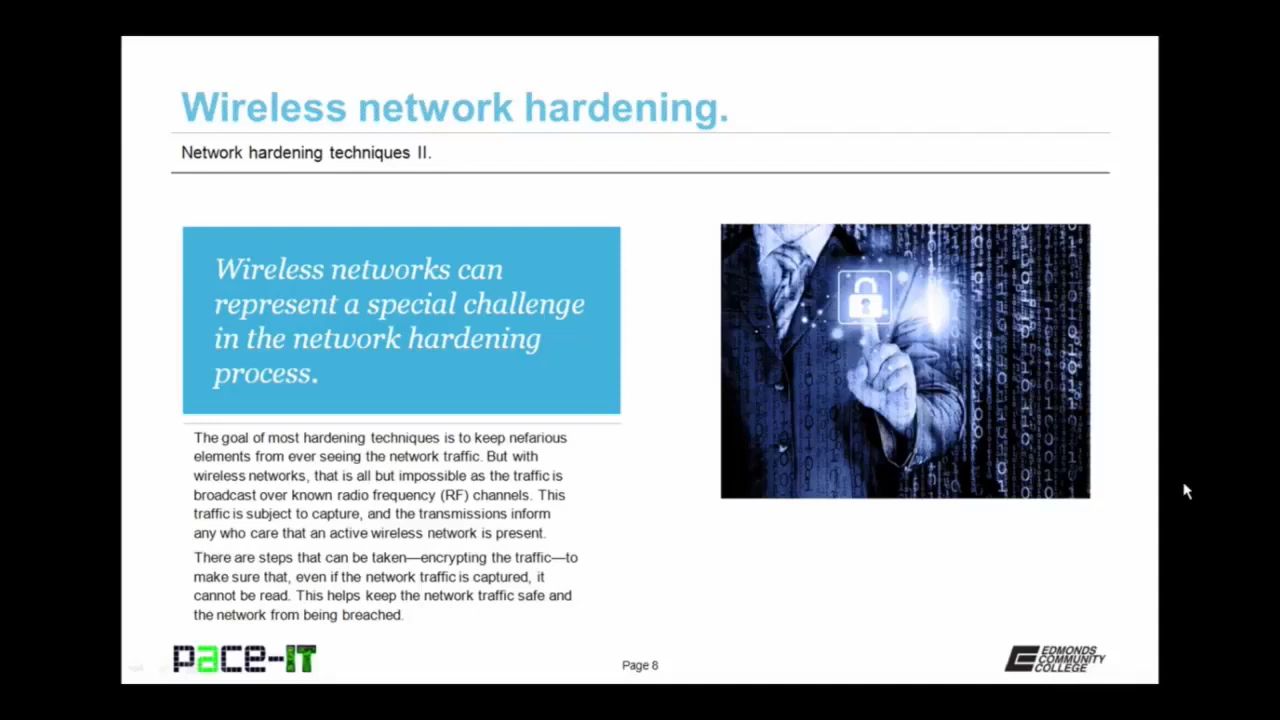 Wireless network hardening.
Network hardening techniques II.
Wireless networks can
represent a special challenge
in the network hardening
process.
The goal of most hardening techniques is to keep nefarious
elements from ever seeing the network traffic. But with
wireless networks, that is all but impossible as the traffic is
broadcast over known radio frequency (RF) channels. This
traffic is subject to capture, and the transmissions inform
any who care that an active wireless network is present.
There are steps that can be taken—encrypting the traffic—to
make sure that, even if the network traffic is captured, it
cannot be read. This helps keep the network traffic safe and
the network from being breached.
pace-IT
Page 8
EDMONDS
COMMUNITY
COLLEGE